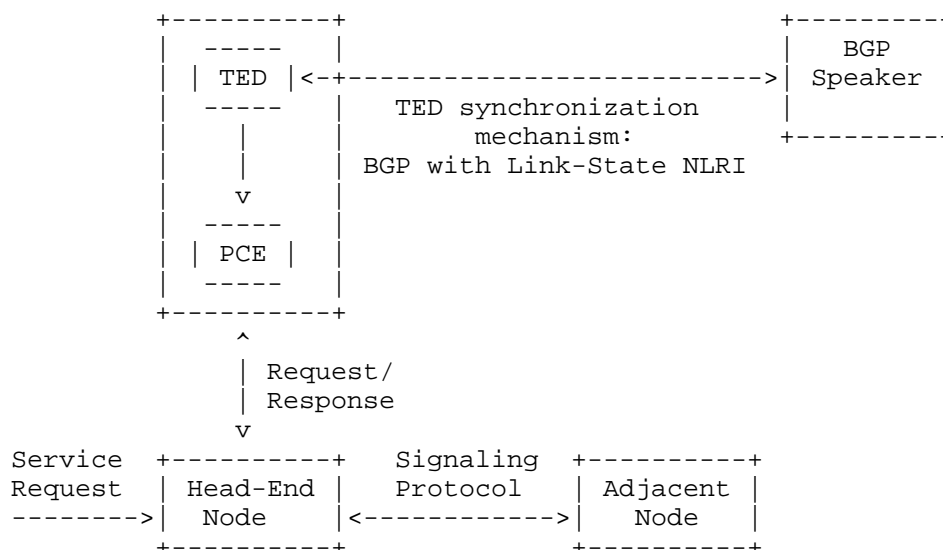 +----------+                           +---------
|  -----   |                           |   BGP
| | TED |<-+-------------------------->| Speaker
|  -----   |   TED synchronization     |
|    |     |        mechanism:         +---------
|    |     | BGP with Link-State NLRI
|    v     |
|  -----   |
| | PCE |  |
|  -----   |
+----------+
^
| Request/
| Response
v
Service  +----------+   Signaling  +----------+
Request  | Head-End |   Protocol   | Adjacent |
-------->|  Node    |<------------>|   Node   |
+----------+              +----------+